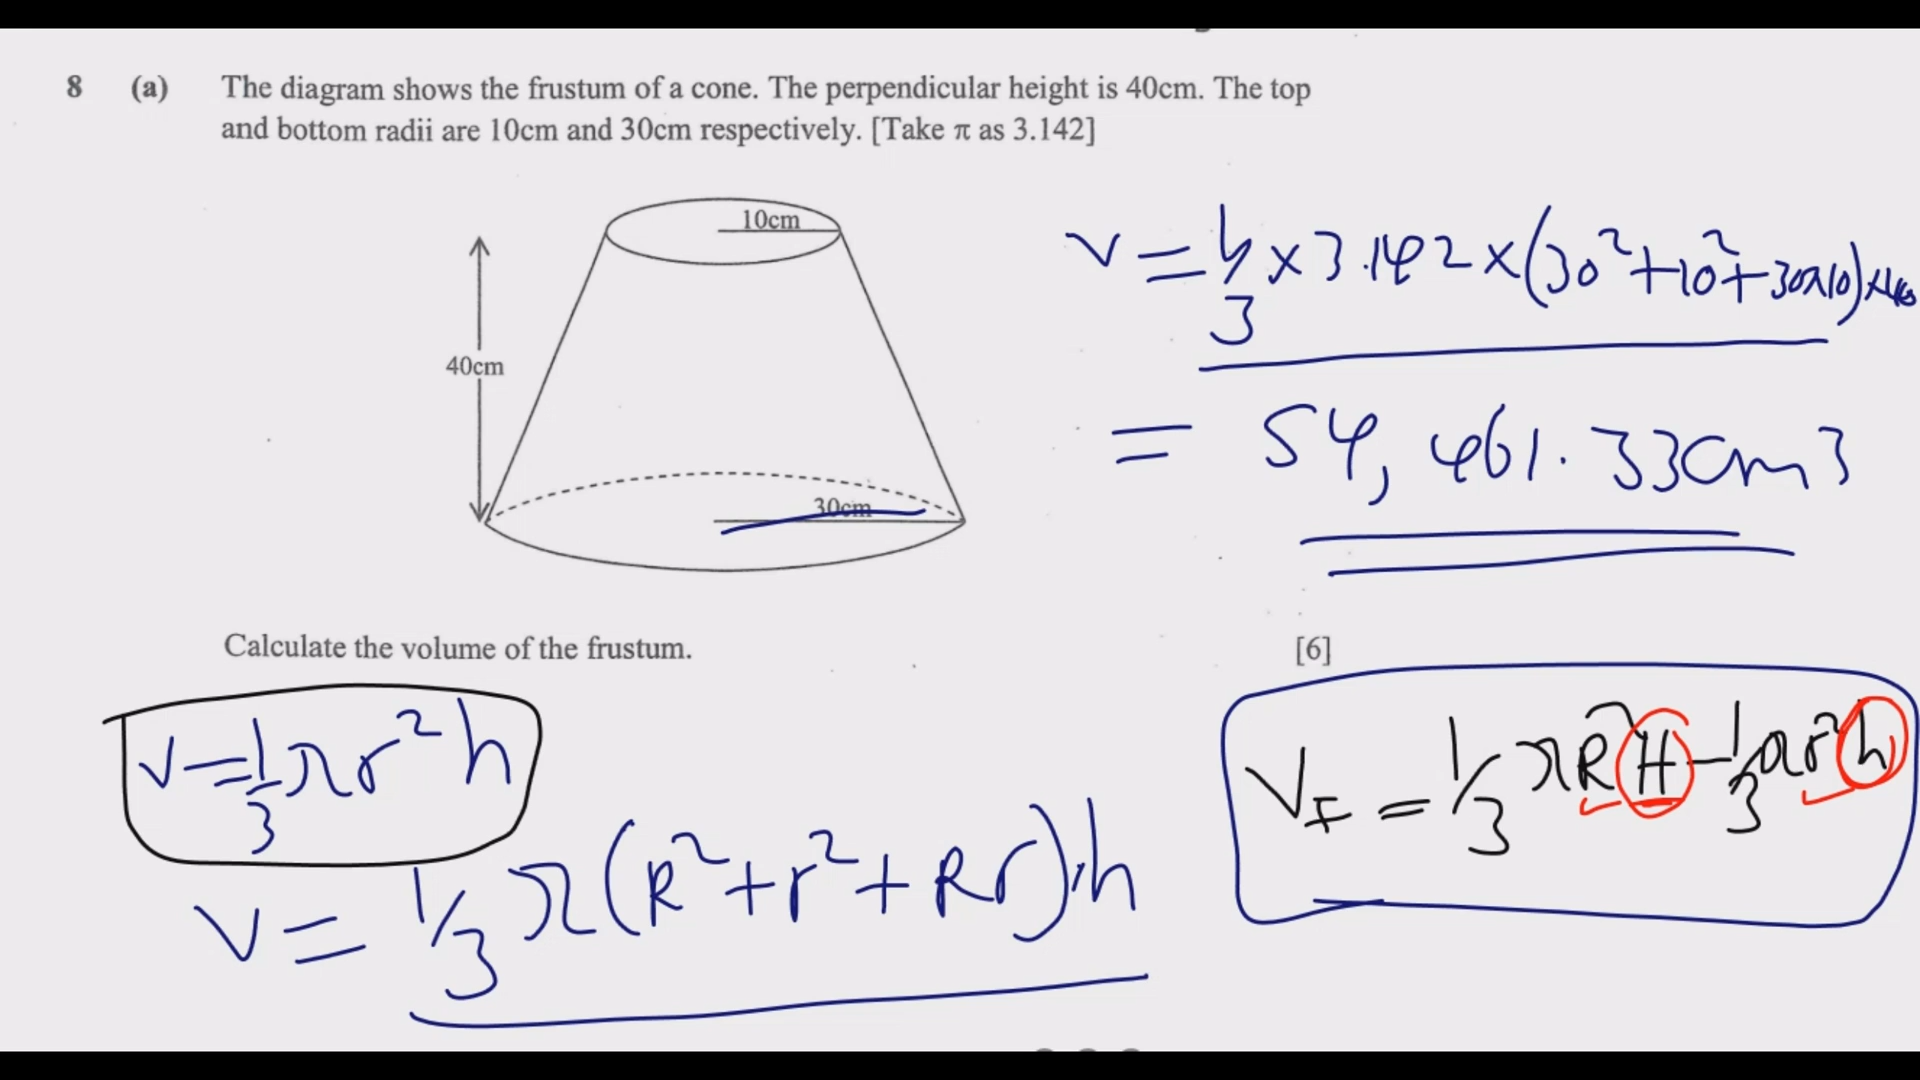 8 (a) The diagram shows the frustum of a cone. The perpendicular height is 40cm. The top
and bottom radii are 10cm and 30cm respectively. [Take π as 3.142]
10cm
40cm
30cm
V = 1/3 × 3.142 × (30² + 10² + 30×10) × 40
= 54,461.33cm3
Calculate the volume of the frustum. [6]
V = 1/3 πr²h
V = 1/3 π(R² + r² + Rr)·h
V_F = 1/3 πR²H - 1/3 πr²h